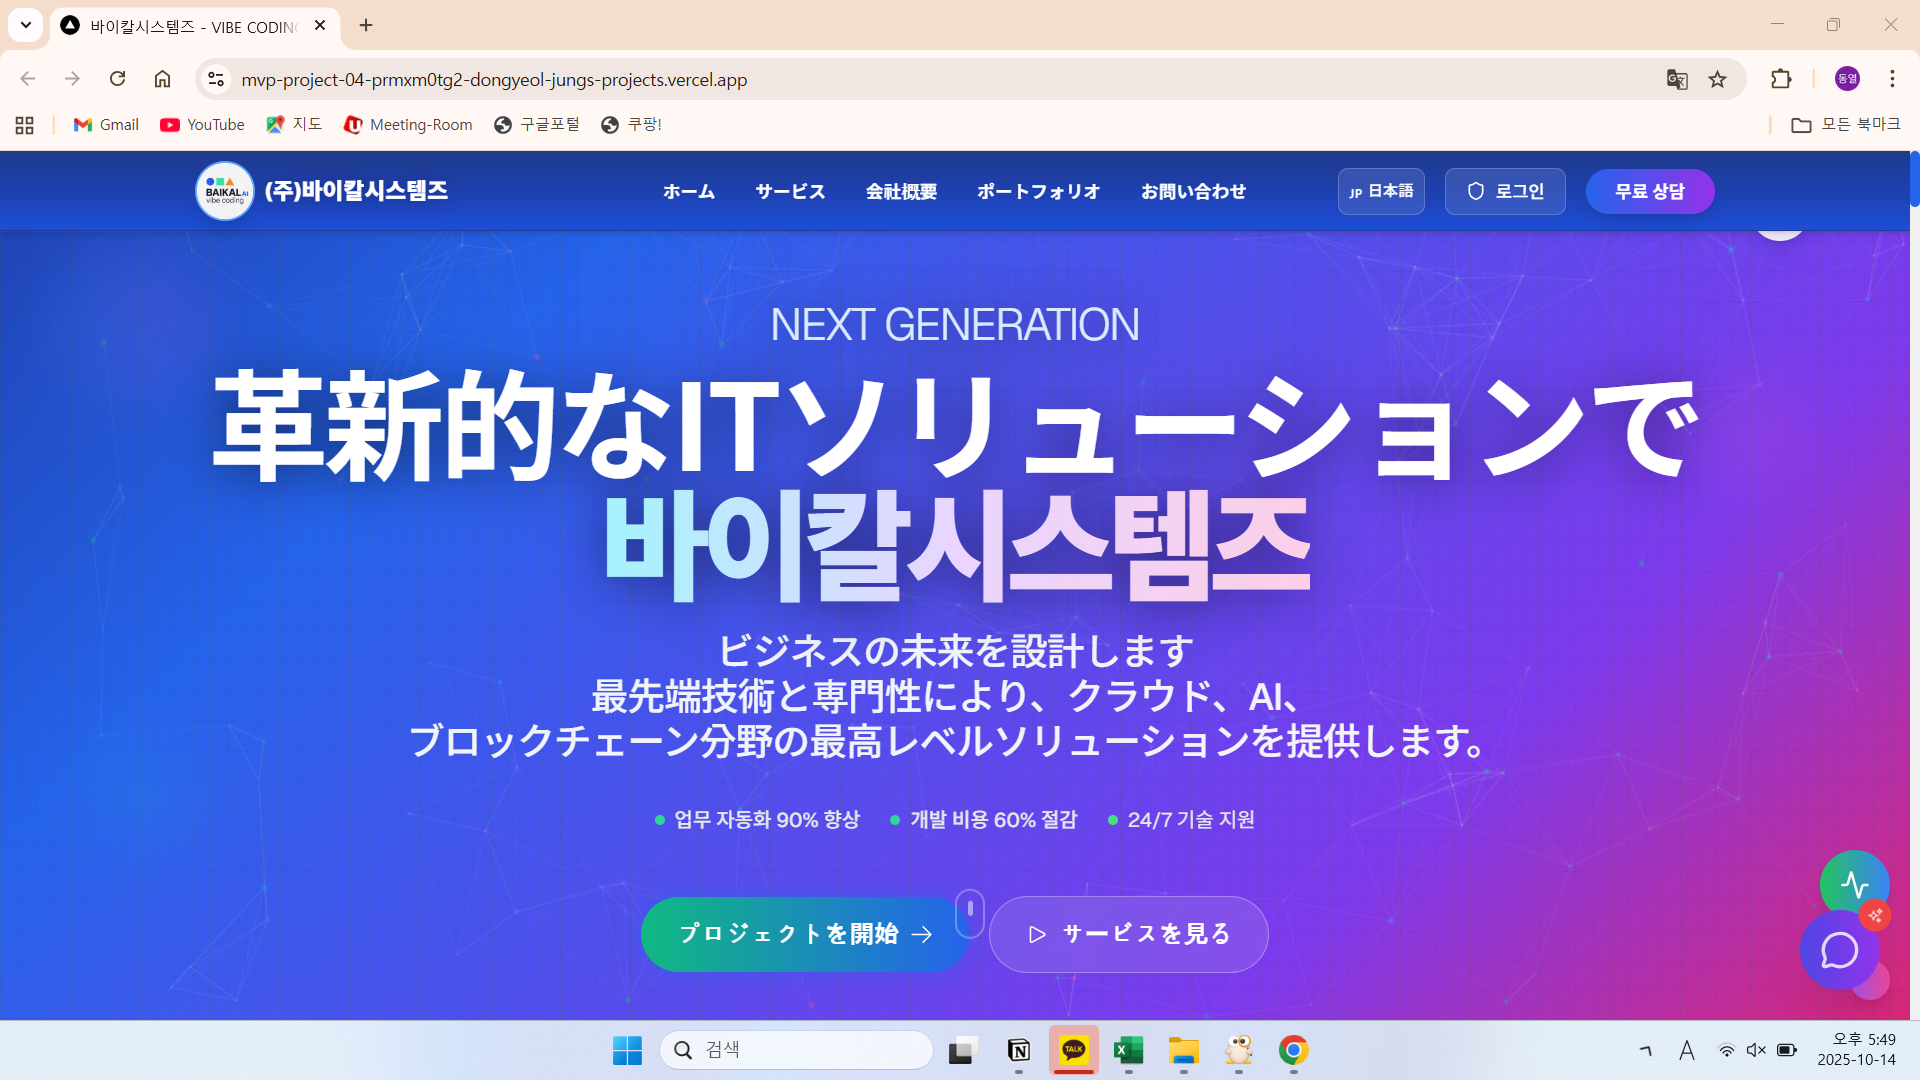 바이칼시스템즈 - VIBE CODING
mvp-project-04-prmxm0tg2-dongyeol-jungs-projects.vercel.app
동열
Gmail
YouTube
지도
Meeting-Room
구글포털
쿠팡!
모든 북마크
BAIKAL AI
vibe coding
(주)바이칼시스템즈
ホーム
サービス
会社概要
ポートフォリオ
お問い合わせ
JP 日本語
로그인
무료 상담
NEXT GENERATION
革新的なITソリューションで
바이칼시스템즈
ビジネスの未来を設計します
最先端技術と専門性により、クラウド、AI、
ブロックチェーン分野の最高レベルソリューションを提供します。
업무 자동화 90% 향상
개발 비용 60% 절감
24/7 기술 지원
プロジェクトを開始
サービスを見る
검색
TALK
A
오후 5:49
2025-10-14